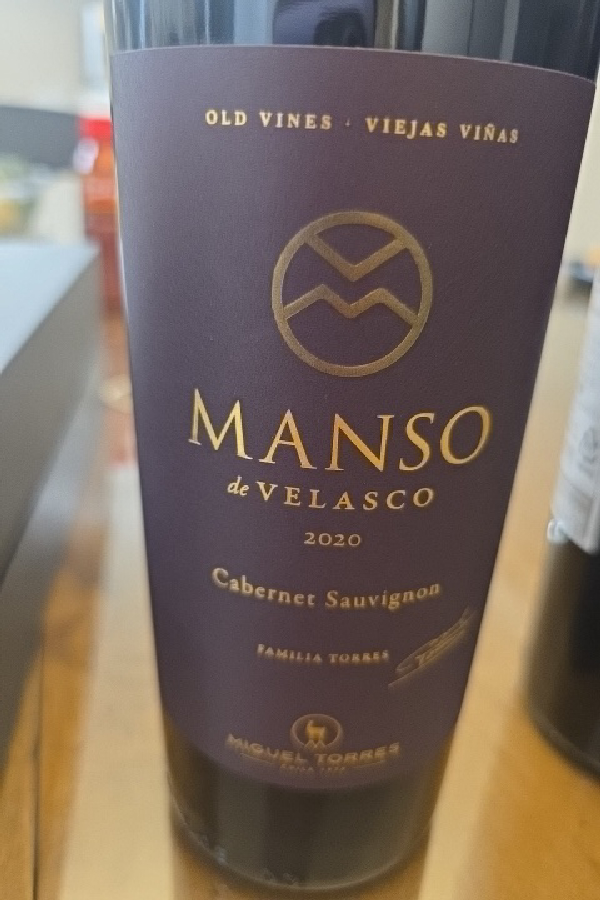 OLD VINES · VIEJAS VIÑAS
MANSO
de VELASCO
2020
Cabernet Sauvignon
FAMILIA TORRES
MIGUEL TORRES